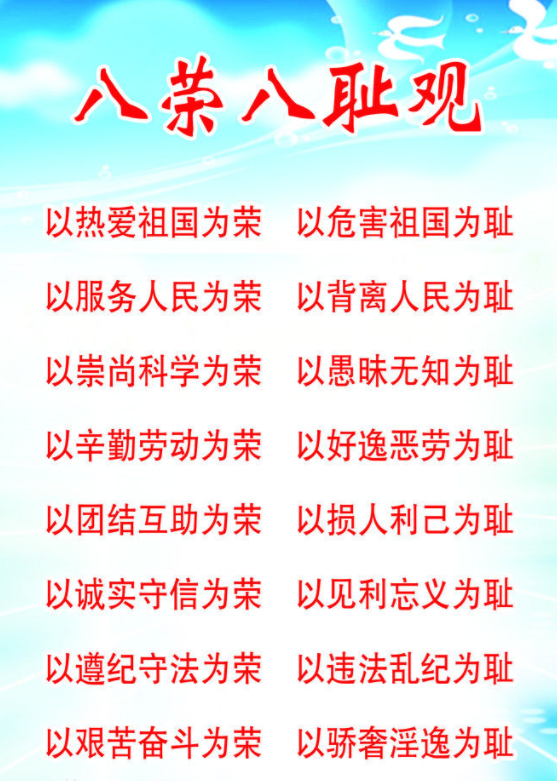 八荣八耻观
以热爱祖国为荣 以危害祖国为耻
以服务人民为荣 以背离人民为耻
以崇尚科学为荣 以愚昧无知为耻
以辛勤劳动为荣 以好逸恶劳为耻
以团结互助为荣 以损人利己为耻
以诚实守信为荣 以见利忘义为耻
以遵纪守法为荣 以违法乱纪为耻
以艰苦奋斗为荣 以骄奢淫逸为耻